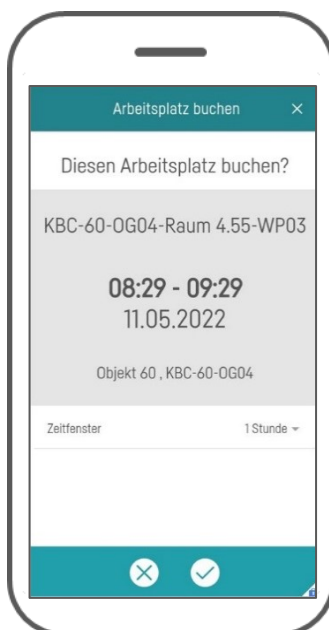 Arbeitsplatz buchen
Diesen Arbeitsplatz buchen?
KBC-60-OG04-Raum 4.55-WP03
08:29 - 09:29
11.05.2022
Objekt 60 , KBC-60-OG04
Zeitfenster 1 Stunde